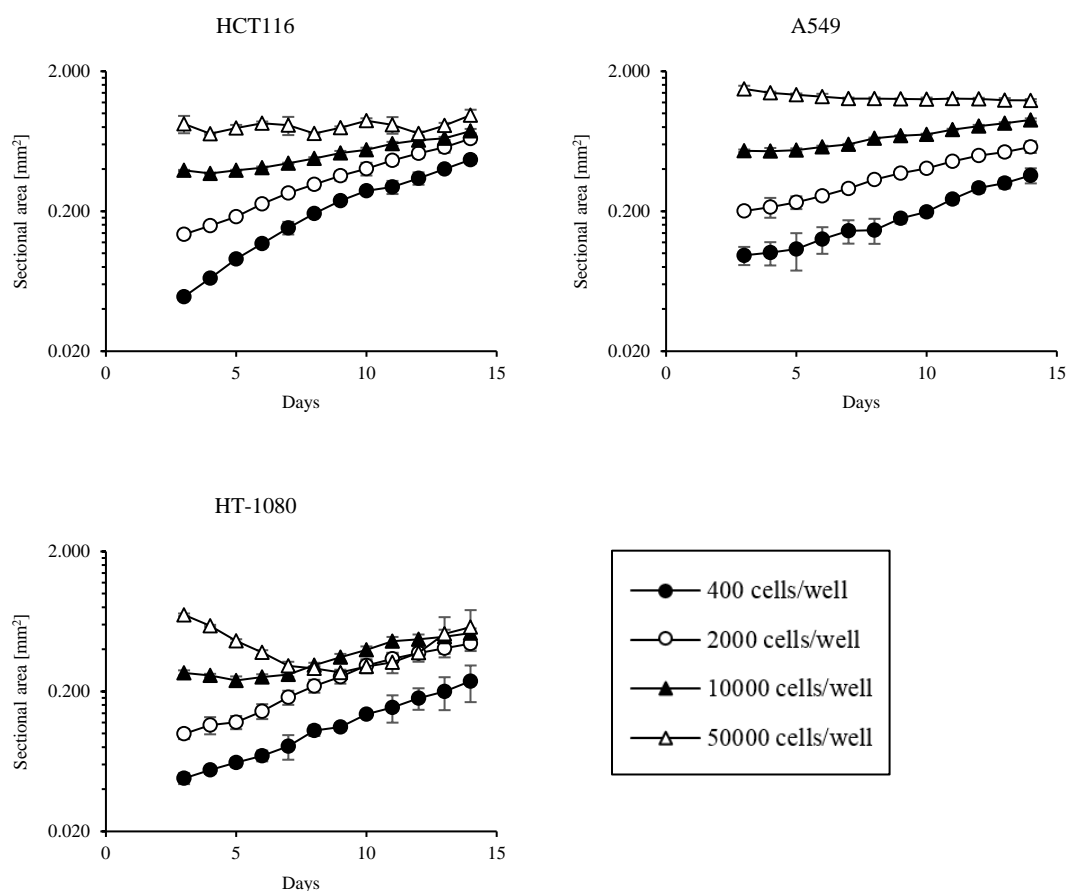 HCT116
2.000
0.200
0.020
0
5
10
15
Sectional area [mm²]
Days
A549
2.000
0.200
0.020
0
5
10
15
Sectional area [mm²]
Days
HT-1080
2.000
0.200
0.020
0
5
10
15
Sectional area [mm²]
Days
400 cells/well
2000 cells/well
10000 cells/well
50000 cells/well